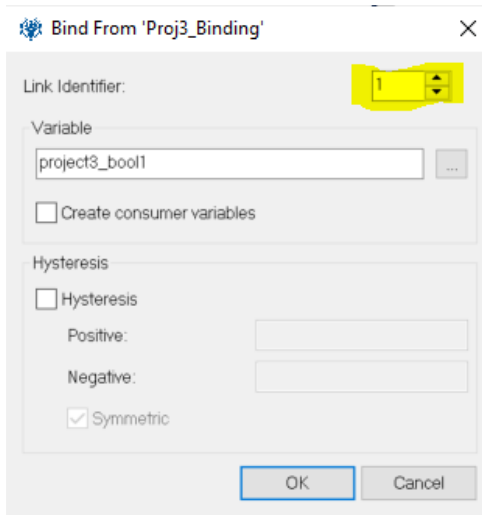 Bind From 'Proj3_Binding'
Link Identifier: 1
Variable
project3_bool1 ...
Create consumer variables
Hysteresis
Hysteresis
Positive:
Negative:
Symmetric
OK Cancel